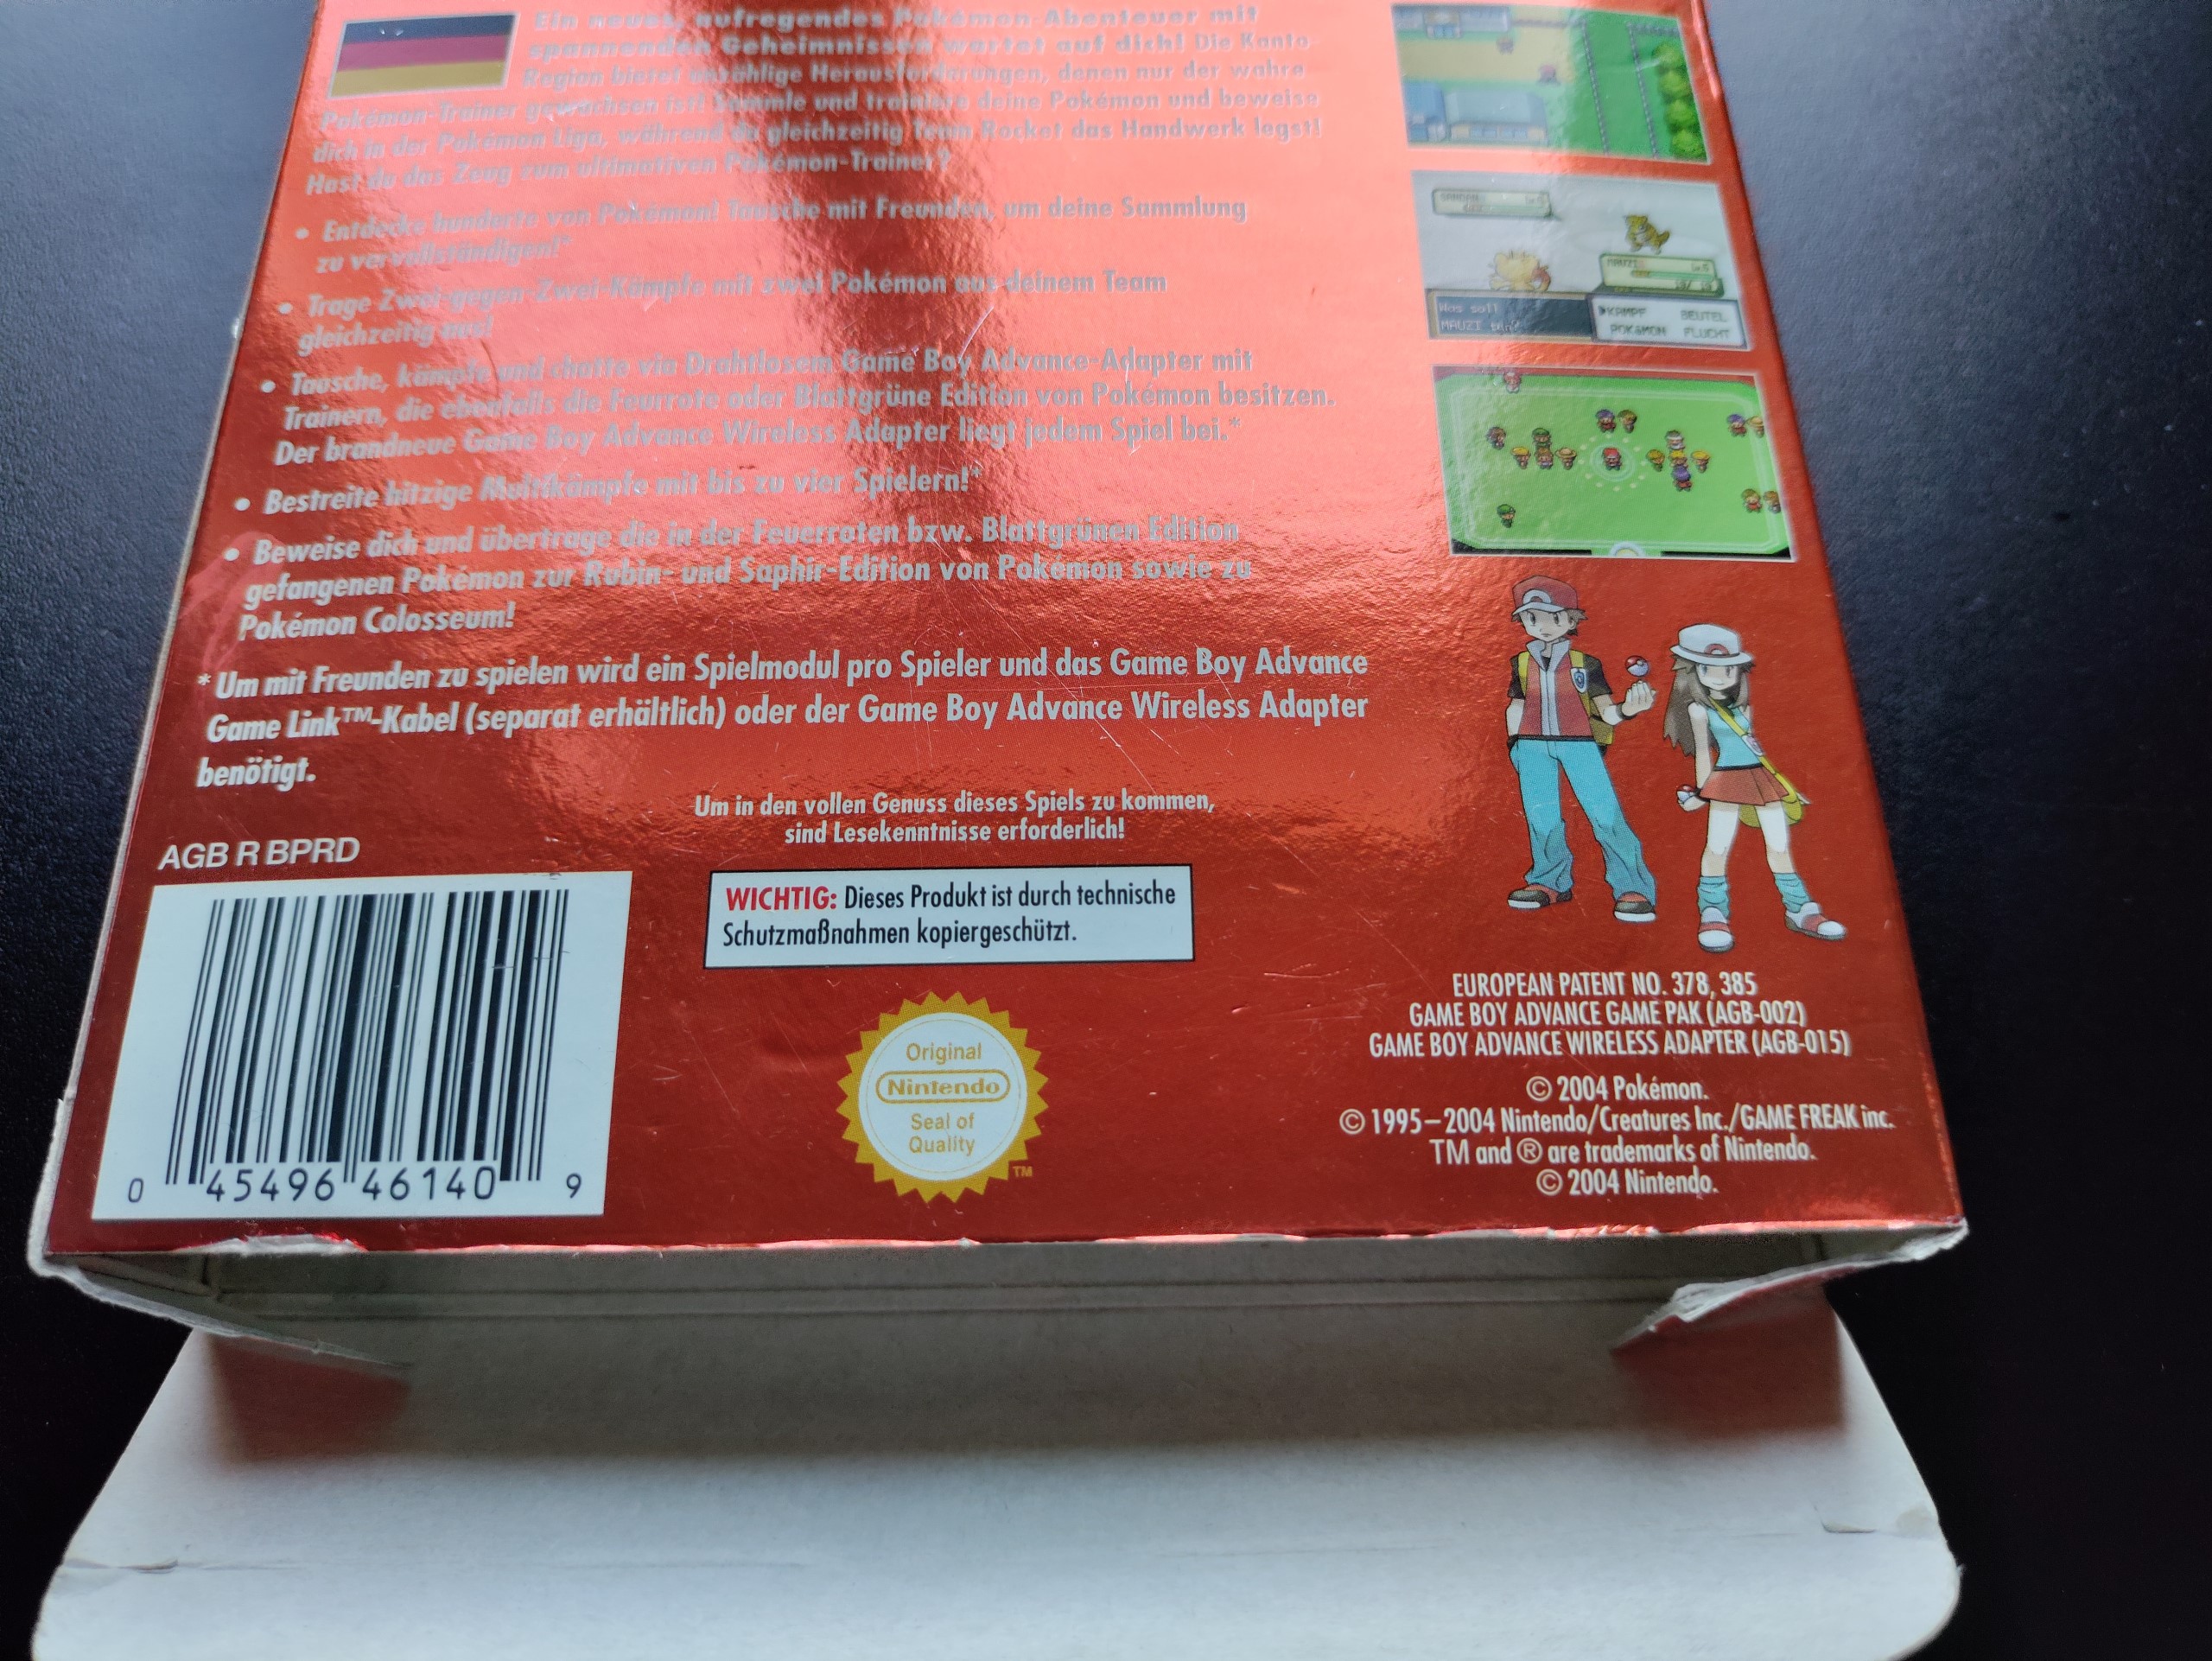 Ein neues, aufregendes Pokémon-Abenteuer mit
spannenden Geheimnissen wartet auf dich! Die Kanto-
Region bietet unzählige Herausforderungen, denen nur der wahre
Pokémon-Trainer gewachsen ist! Sammle und trainiere deine Pokémon und beweise
dich in der Pokémon Liga, während du gleichzeitig Team Rocket das Handwerk legst!
Hast du das Zeug zum ultimativen Pokémon-Trainer?
• Entdecke hunderte von Pokémon! Tausche mit Freunden, um deine Sammlung
zu vervollständigen!*
• Trage Zwei-gegen-Zwei-Kämpfe mit zwei Pokémon aus deinem Team
gleichzeitig aus!
• Tausche, kämpfe und chatte via Drahtlosem Game Boy Advance-Adapter mit
Trainern, die ebenfalls die Feurrote oder Blattgrüne Edition von Pokémon besitzen.
Der brandneue Game Boy Advance Wireless Adapter liegt jedem Spiel bei.*
• Bestreite hitzige Multikämpfe mit bis zu vier Spielern!*
• Beweise dich und übertrage die in der Feuerroten bzw. Blattgrünen Edition
gefangenen Pokémon zur Rubin- und Saphir-Edition von Pokémon sowie zu
Pokémon Colosseum!
* Um mit Freunden zu spielen wird ein Spielmodul pro Spieler und das Game Boy Advance
Game Link™-Kabel (separat erhältlich) oder der Game Boy Advance Wireless Adapter
benötigt.
Um in den vollen Genuss dieses Spiels zu kommen,
sind Lesekenntnisse erforderlich!
AGB R BPRD
0 45496 46140 9
WICHTIG: Dieses Produkt ist durch technische
Schutzmaßnahmen kopiergeschützt.
Original
Nintendo
Seal of
Quality
TM
SANDAN Lv5
MAUZI Lv5
Was soll
MAUZI tun?
KAMPF BEUTEL
POKéMON FLUCHT
EUROPEAN PATENT NO. 378, 385
GAME BOY ADVANCE GAME PAK (AGB-002)
GAME BOY ADVANCE WIRELESS ADAPTER (AGB-015)
© 2004 Pokémon.
© 1995–2004 Nintendo/Creatures Inc./GAME FREAK inc.
TM and ® are trademarks of Nintendo.
© 2004 Nintendo.